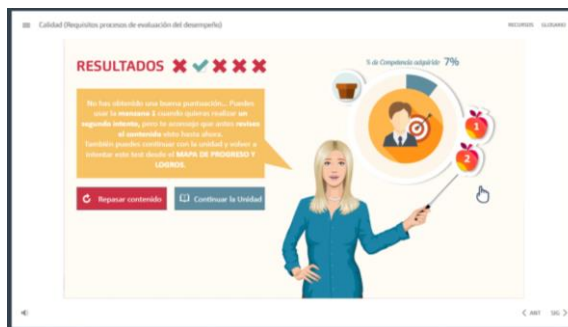 Calidad (Requisitos procesos de evaluación del desempeño)
RECURSOS GLOSARIO
RESULTADOS
% de Competencia adquirida: 7%
No has obtenido una buena puntuación... Puedes
usar la manzana 1 cuando quieras realizar un
segundo intento, pero te aconsejo que antes revises
el contenido visto hasta ahora.
También puedes continuar con la unidad y volver a
intentar este test desde el MAPA DE PROGRESO Y
LOGROS.
1
2
Repasar contenido
Continuar la Unidad
ANT SIG